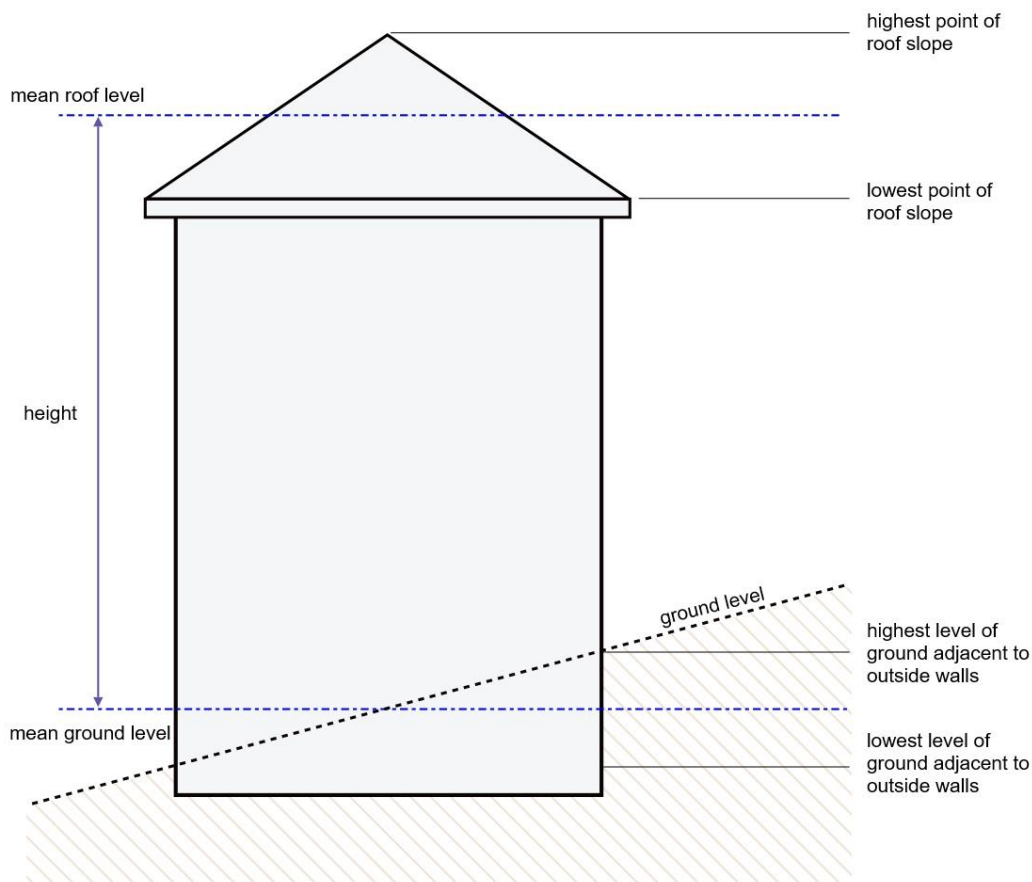 highest point of
roof slope
mean roof level
lowest point of
roof slope
height
ground level
highest level of
ground adjacent to
outside walls
mean ground level
lowest level of
ground adjacent to
outside walls